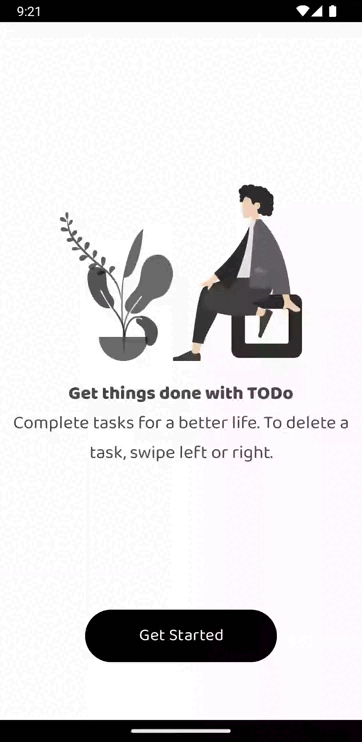 9:21
Get things done with TODo
Complete tasks for a better life. To delete a
task, swipe left or right.
Get Started